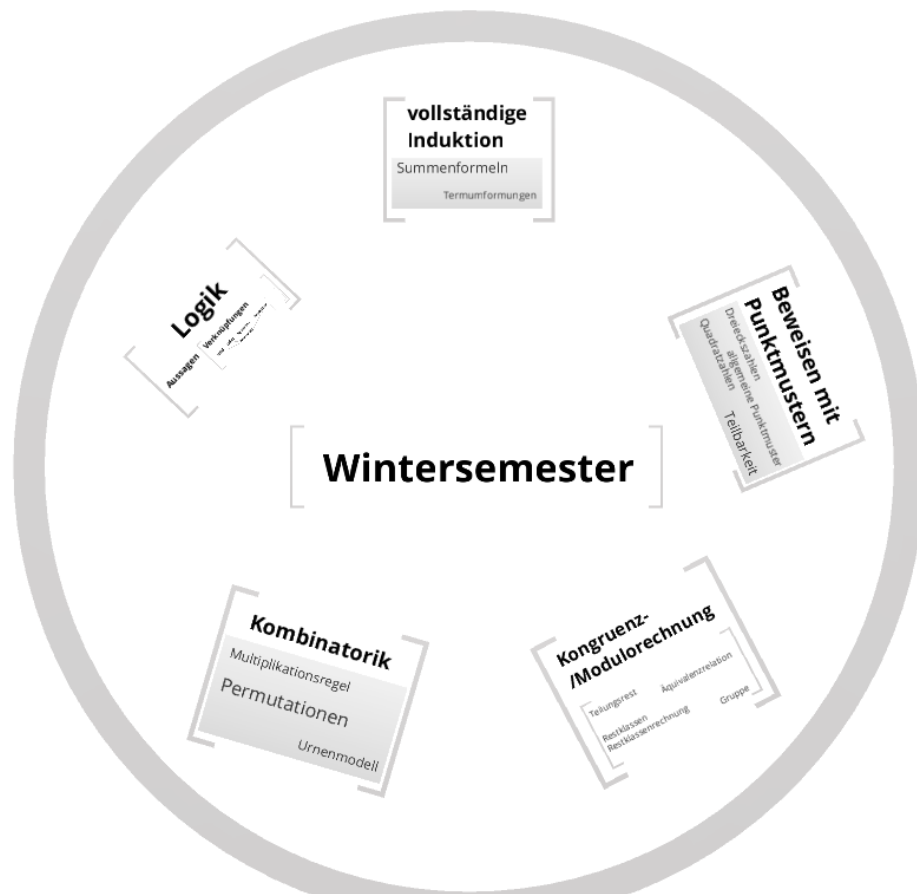 vollständige
Induktion
Summenformeln
Termumformungen
Logik
Aussagen
Verknüpfungen
Beweisen mit
Punktmustern
Dreieckszahlen
allgemeine Punktmuster
Quadratzahlen
Teilbarkeit
Wintersemester
Kombinatorik
Multiplikationsregel
Permutationen
Urnenmodell
Kongruenz-
/Modulorechnung
Teilungsrest
Äquivalenzrelation
Restklassen
Restklassenrechnung
Gruppe